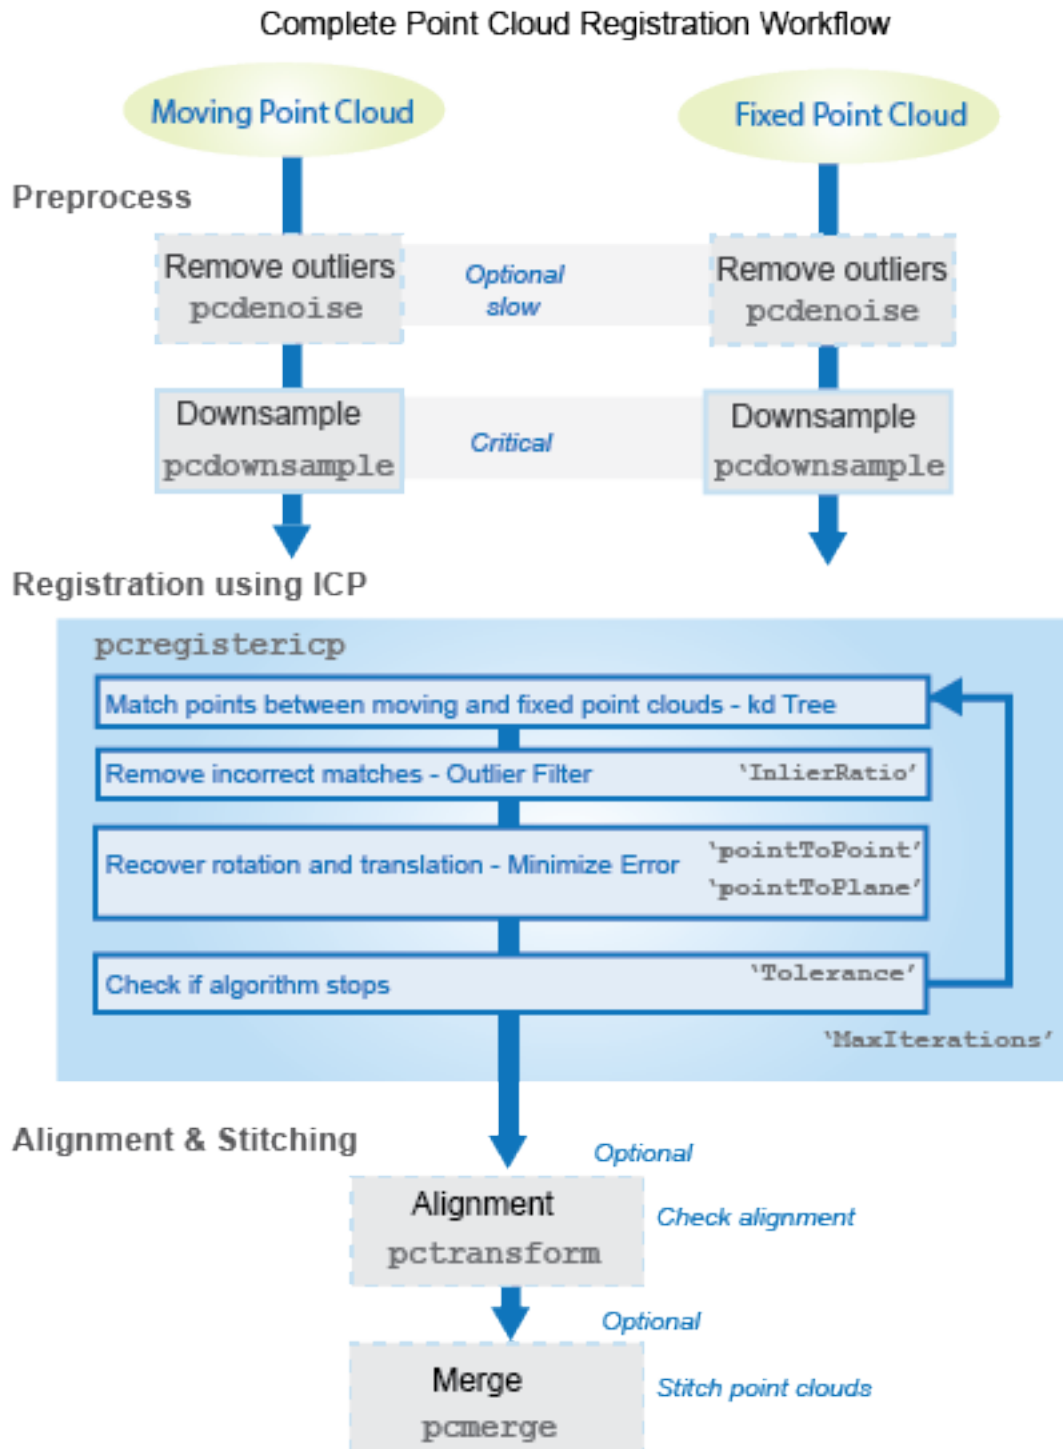 Complete Point Cloud Registration Workflow
Moving Point Cloud
Fixed Point Cloud
Preprocess
Remove outliers
pcdenoise
Optional
slow
Remove outliers
pcdenoise
Downsample
pcdownsample
Critical
Downsample
pcdownsample
Registration using ICP
pcregistericp
Match points between moving and fixed point clouds - kd Tree
Remove incorrect matches - Outlier Filter
‘InlierRatio’
Recover rotation and translation - Minimize Error
‘pointToPoint’
‘pointToPlane’
Check if algorithm stops
‘Tolerance’
‘MaxIterations’
Alignment & Stitching
Optional
Alignment
pctransform
Check alignment
Optional
Merge
pcmerge
Stitch point clouds